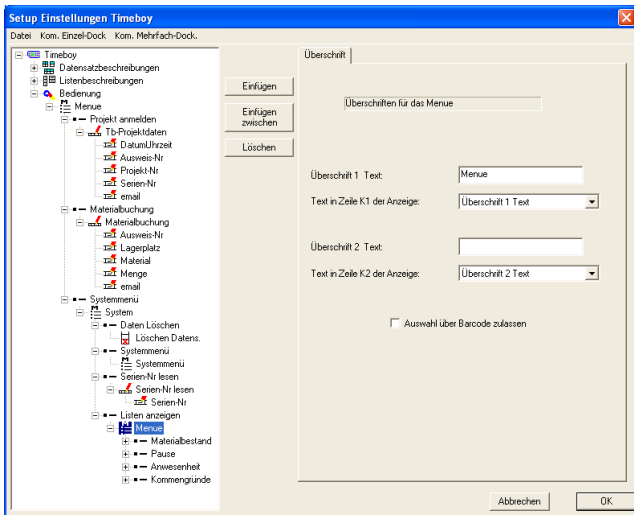 Setup Einstellungen Timeboy
Datei Kom. Einzel-Dock Kom. Mehrfach-Dock.
Timeboy
Datensatzbeschreibungen
Listenbeschreibungen
Bedienung
Menue
Projekt anmelden
Tb-Projektdaten
DatumUhrzeit
Ausweis-Nr
Projekt-Nr
Serien-Nr
email
Materialbuchung
Materialbuchung
Ausweis-Nr
Lagerplatz
Material
Menge
email
Systemmenü
System
Daten Löschen
Löschen Datens.
Systemmenü
Systemmenü
Serien-Nr lesen
Serien-Nr lesen
Serien-Nr
Listen anzeigen
Menue
Materialbestand
Pause
Anwesenheit
Kommengründe
Einfügen
Einfügen
zwischen
Löschen
Überschrift
Überschriften für das Menue
Überschrift 1 Text: Menue
Text in Zeile K1 der Anzeige: Überschrift 1 Text
Überschrift 2 Text:
Text in Zeile K2 der Anzeige: Überschrift 2 Text
Auswahl über Barcode zulassen
Abbrechen OK